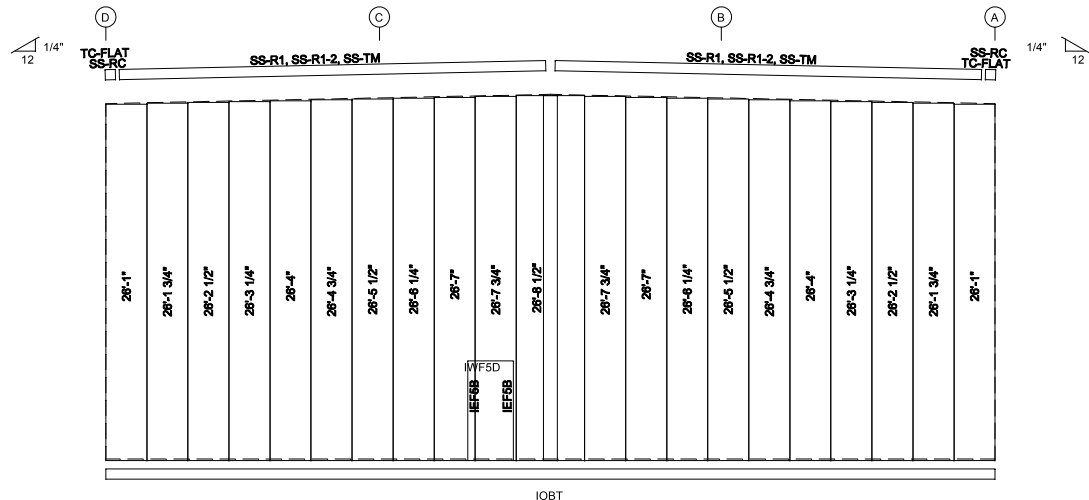 D
C
B
A
1/4"
12
TC-FLAT
SS-RC
SS-R1, SS-R1-2, SS-TM
SS-R1, SS-R1-2, SS-TM
SS-RC
TC-FLAT
1/4"
12
26'-1"
26'-1 3/4"
26'-2 1/2"
26'-3 1/4"
26'-4"
26'-4 3/4"
26'-5 1/2"
26'-6 1/4"
26'-7"
26'-7 3/4"
26'-8 1/2"
26'-7 3/4"
26'-7"
26'-6 1/4"
26'-5 1/2"
26'-4 3/4"
26'-4"
26'-3 1/4"
26'-2 1/2"
26'-1 3/4"
26'-1"
IWF5D
IEF5B
IEF5B
IOBT